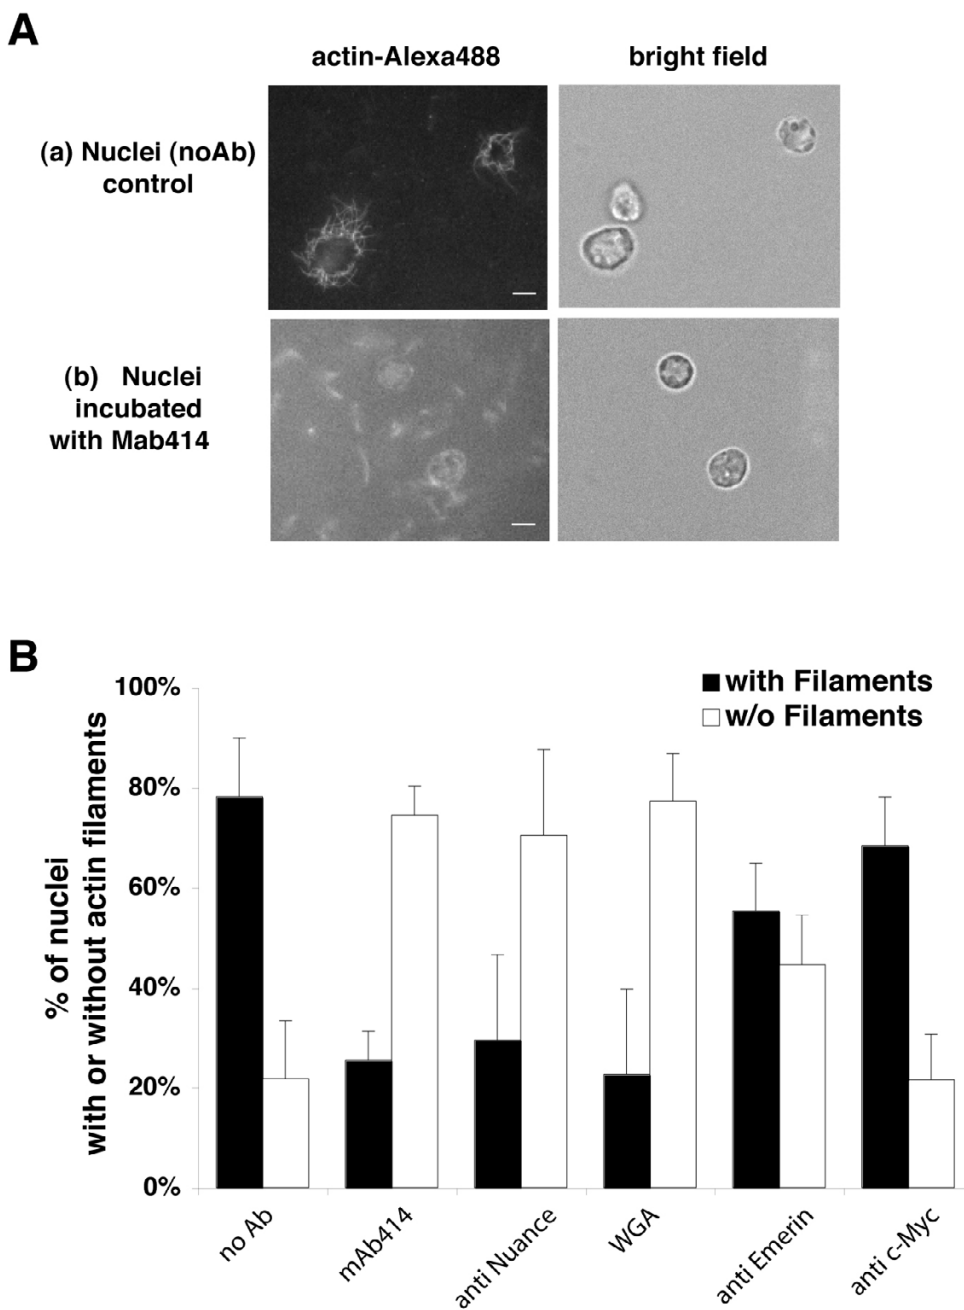 A
actin-Alexa488
bright field
(a) Nuclei (noAb)
control
(b) Nuclei
incubated
with Mab414
B
% of nuclei
with or without actin filaments
100%
80%
60%
40%
20%
0%
with Filaments
w/o Filaments
no Ab
mAb414
anti Nuance
WGA
anti Emerin
anti c-Myc